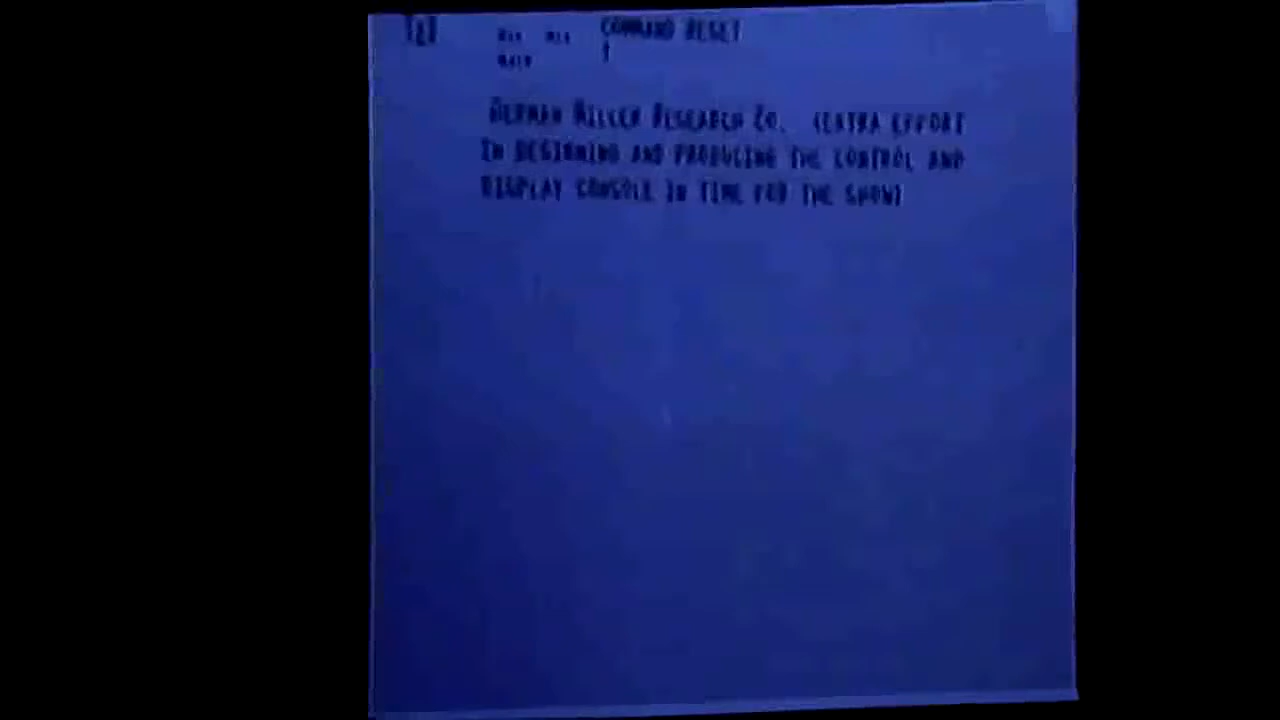 COMMAND RESET
HERMAN MILLER RESEARCH CO. (EXTRA EFFORT
IN DESIGNING AND PRODUCING THE CONTROL AND
DISPLAY CONSOLE IN TIME FOR THE SHOW)